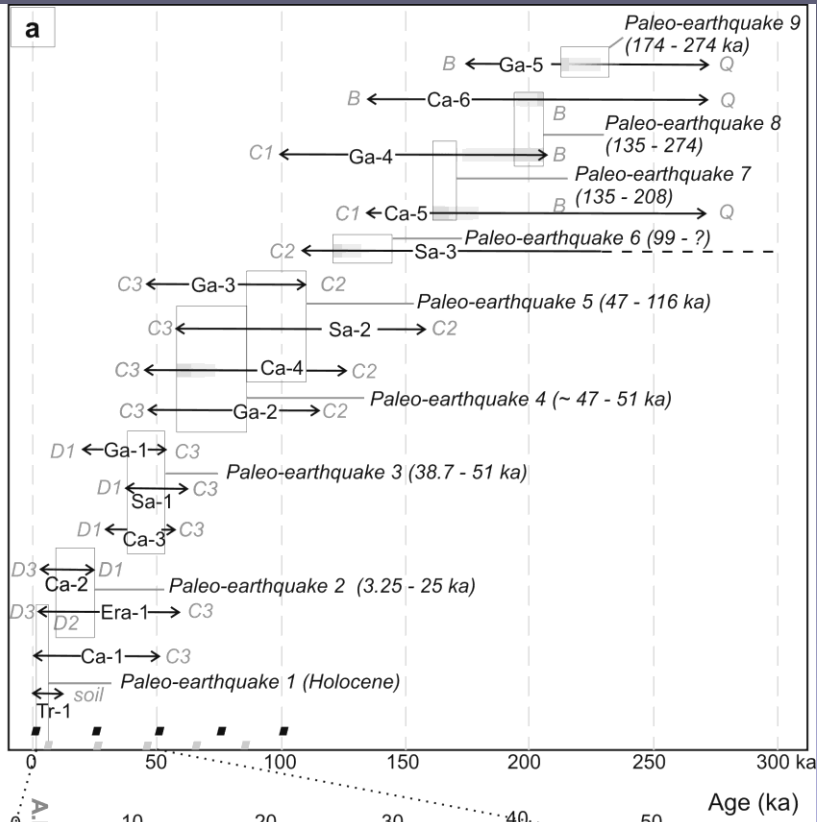 a
Paleo-earthquake 9
(174 - 274 ka)
B Ga-5 Q
B Ca-6 Q
B
Paleo-earthquake 8
(135 - 274)
C1 Ga-4 B
Paleo-earthquake 7
(135 - 208)
C1 Ca-5 B Q
Paleo-earthquake 6 (99 - ?)
C2 Sa-3
C3 Ga-3 C2
Paleo-earthquake 5 (47 - 116 ka)
C3 Sa-2 C2
C3 Ca-4 C2
Paleo-earthquake 4 (~ 47 - 51 ka)
C3 Ga-2 C2
D1 Ga-1 C3
Paleo-earthquake 3 (38.7 - 51 ka)
D1 Sa-1 C3
D1 Ca-3 C3
D3 Ca-2 D1
Paleo-earthquake 2 (3.25 - 25 ka)
D3 D2 Era-1 C3
Ca-1 C3
Paleo-earthquake 1 (Holocene)
soil
Tr-1
0 50 100 150 200 250 300 ka
Age (ka)
0 10 20 30 40 50